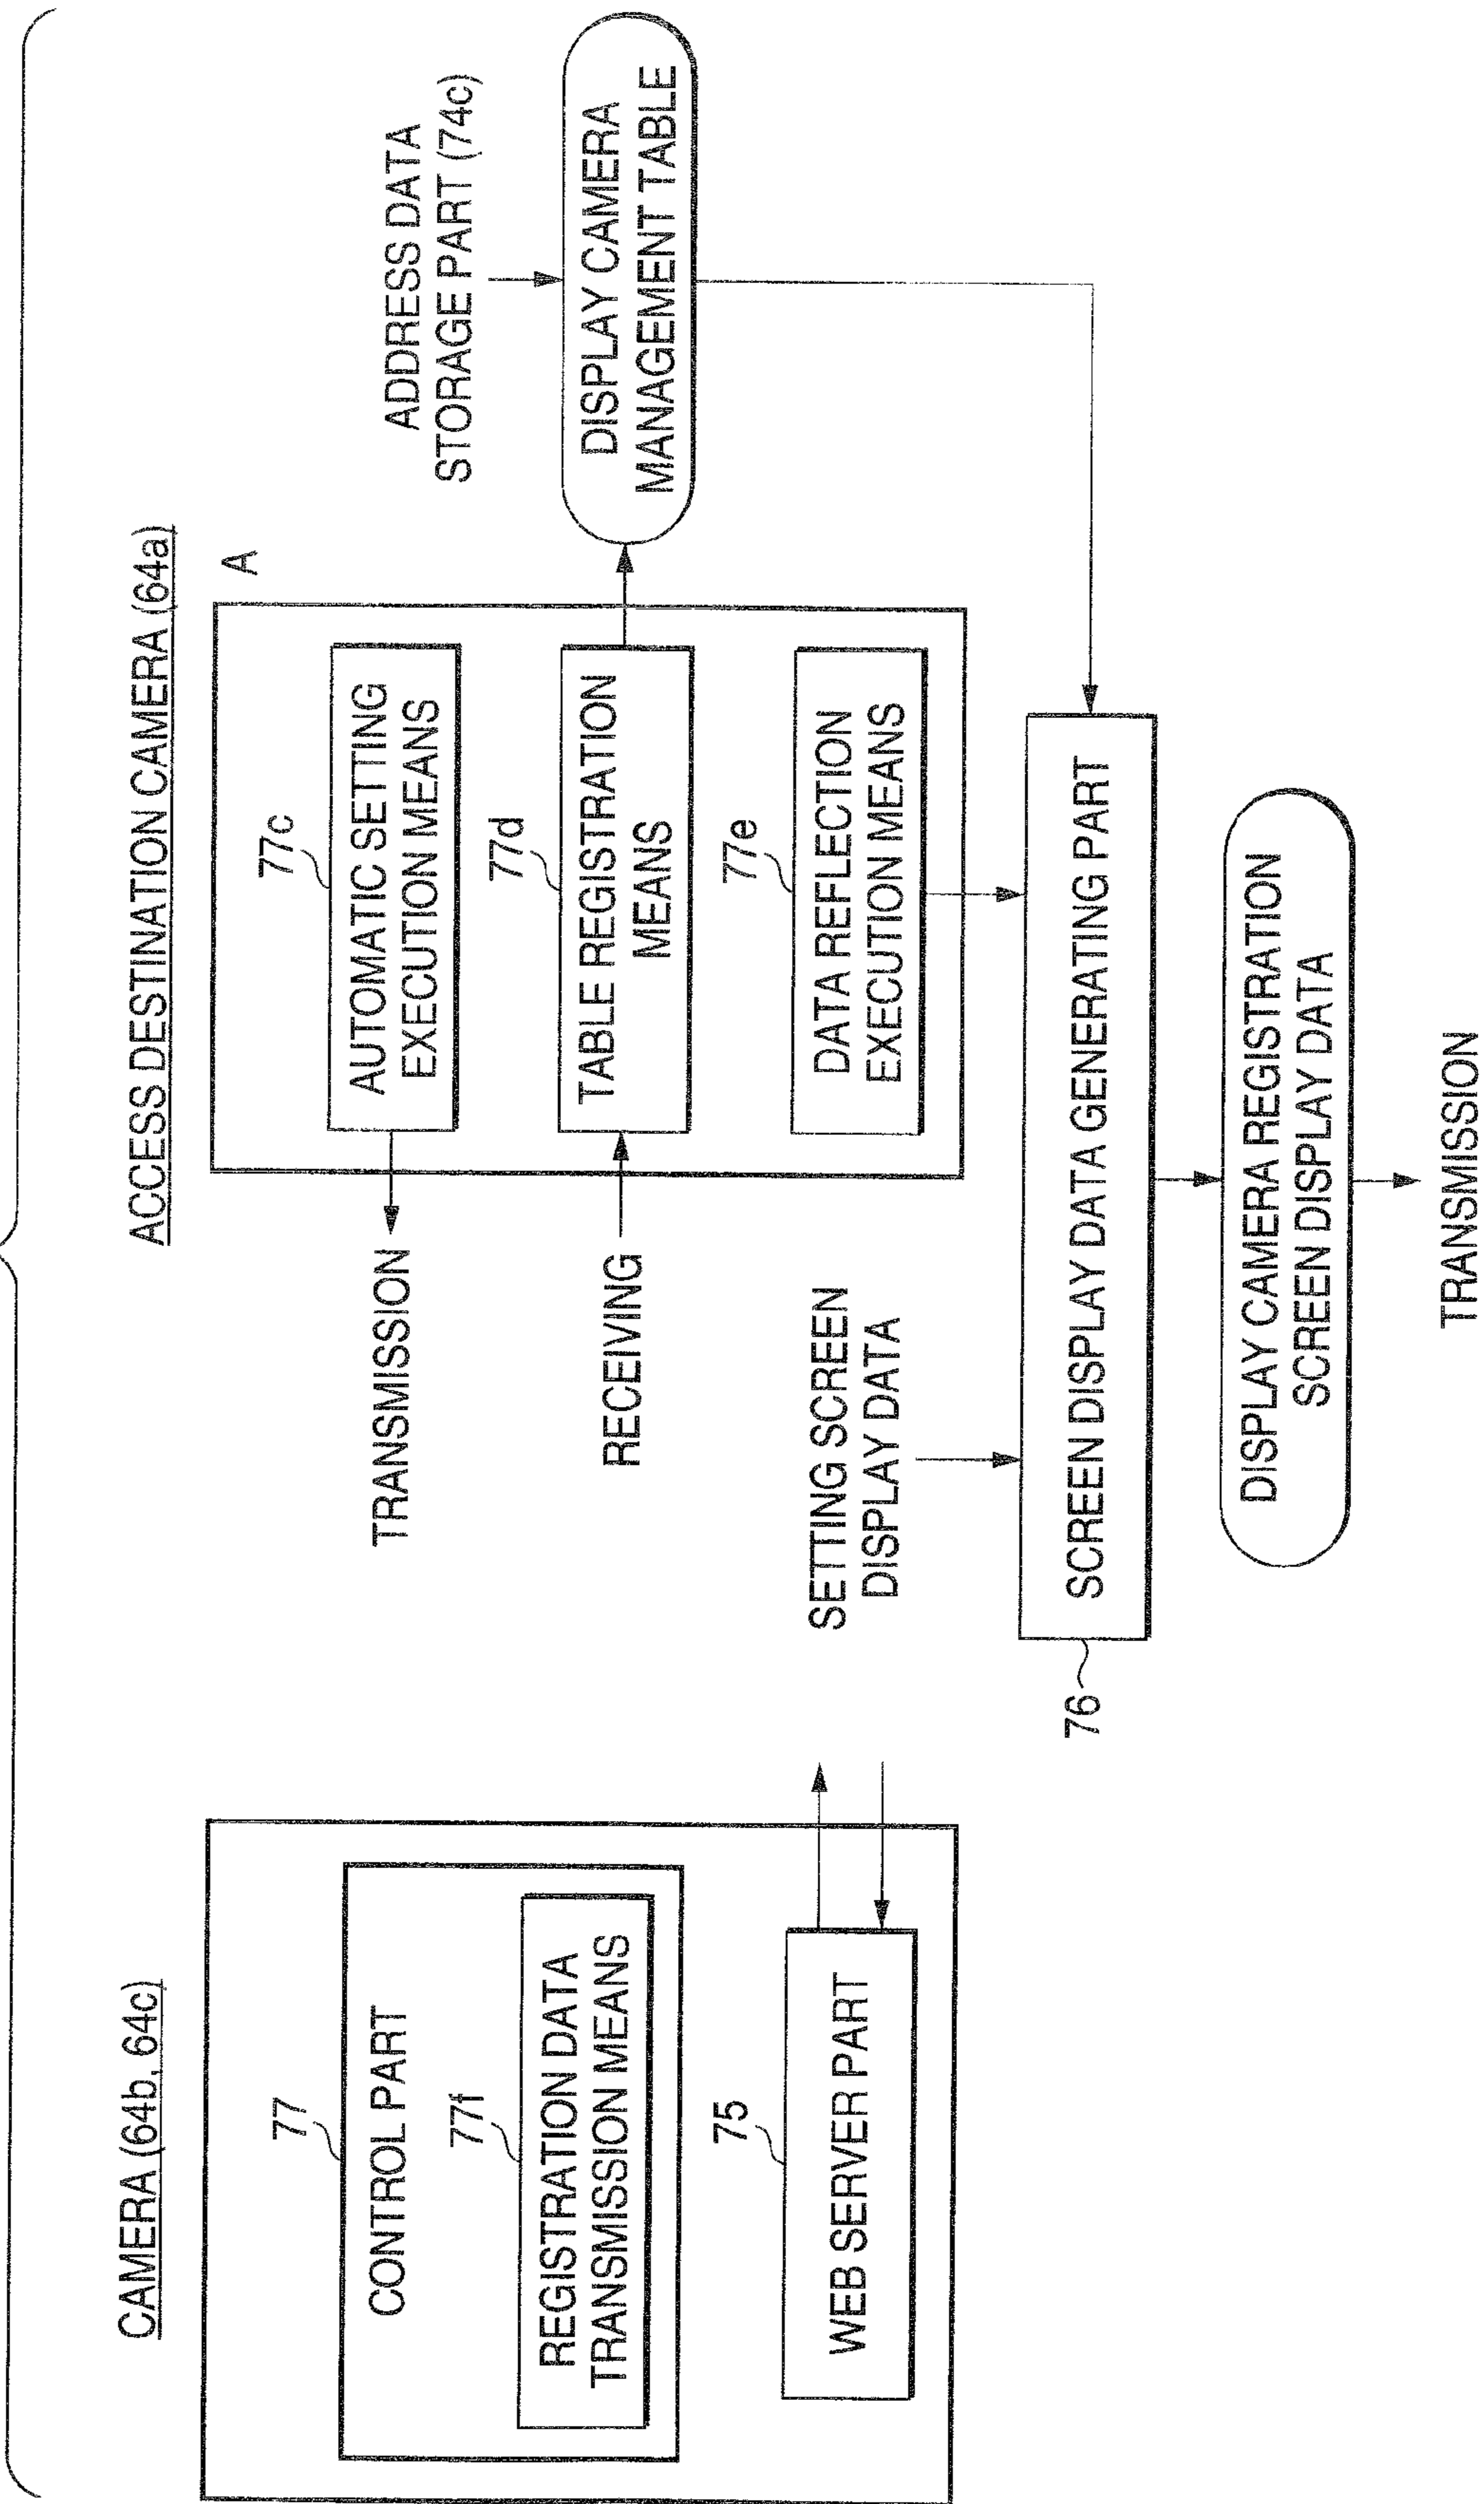 CAMERA (64b, 64c)
77
CONTROL PART
77f
REGISTRATION DATA
TRANSMISSION MEANS
75
WEB SERVER PART
ACCESS DESTINATION CAMERA (64a)
A
77c
AUTOMATIC SETTING
EXECUTION MEANS
TRANSMISSION
77d
TABLE REGISTRATION
MEANS
RECEIVING
77e
DATA REFLECTION
EXECUTION MEANS
ADDRESS DATA
STORAGE PART (74c)
DISPLAY CAMERA
MANAGEMENT TABLE
SETTING SCREEN
DISPLAY DATA
76
SCREEN DISPLAY DATA GENERATING PART
DISPLAY CAMERA REGISTRATION
SCREEN DISPLAY DATA
TRANSMISSION